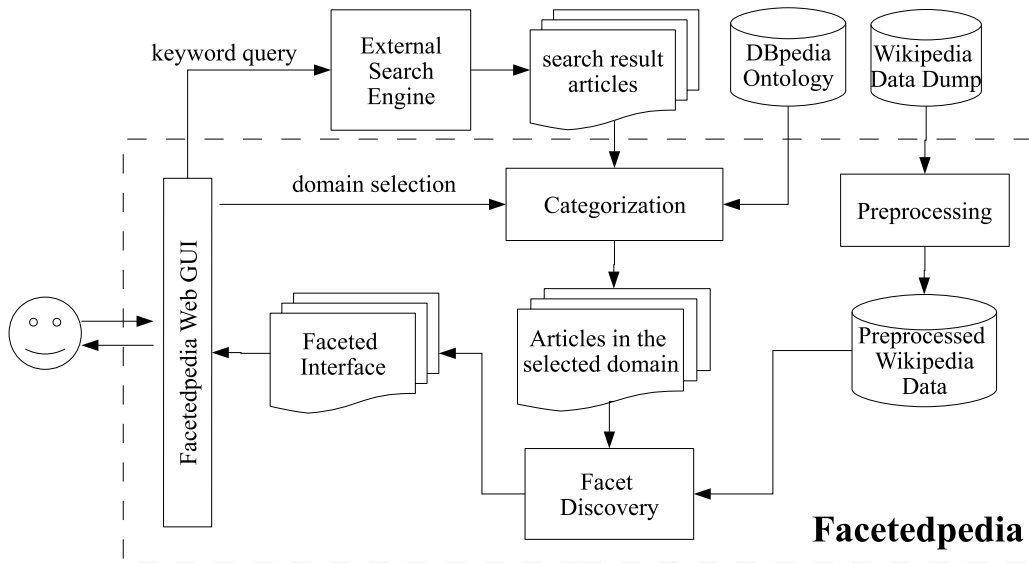 keyword query
External
Search
Engine
search result
articles
DBpedia
Ontology
Wikipedia
Data Dump
domain selection
Categorization
Preprocessing
Facetedpedia Web GUI
Faceted
Interface
Articles in the
selected domain
Preprocessed
Wikipedia
Data
Facet
Discovery
Facetedpedia